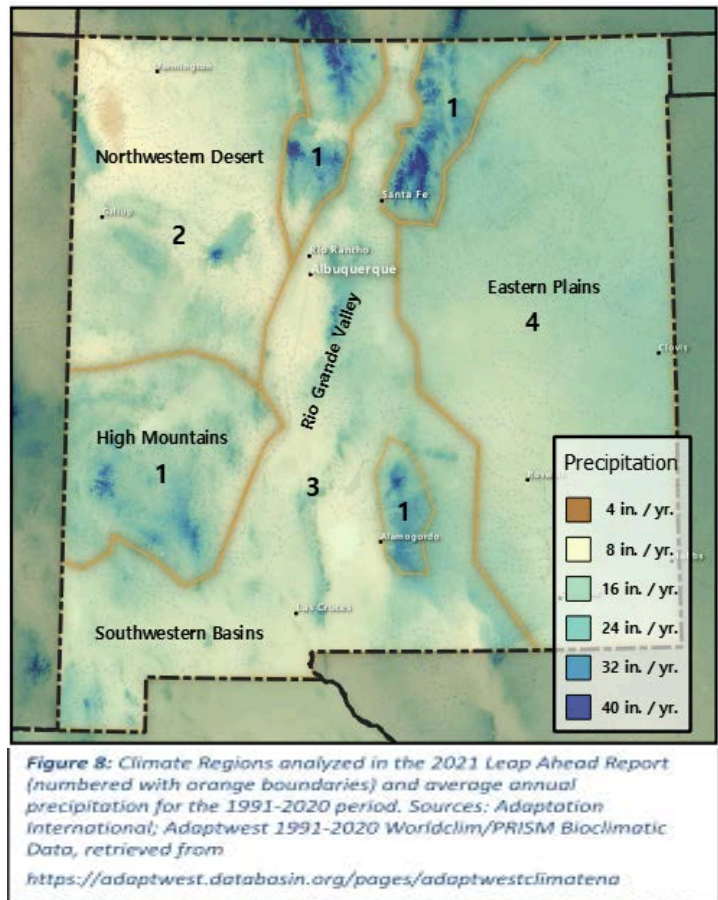 Farmington
1
Northwestern Desert
1
Santa Fe
Gallup
2
Rio Rancho
Albuquerque
Eastern Plains
4
Rio Grande Valley
Clovis
High Mountains
1
3
1
Alamogordo
Las Cruces
Southwestern Basins
Precipitation
4 in. / yr.
8 in. / yr.
16 in. / yr.
24 in. / yr.
32 in. / yr.
40 in. / yr.
Figure 8: Climate Regions analyzed in the 2021 Leap Ahead Report
(numbered with orange boundaries) and average annual
precipitation for the 1991-2020 period. Sources: Adaptation
International; Adaptwest 1991-2020 Worldclim/PRISM Bioclimatic
Data, retrieved from
https://adaptwest.databasin.org/pages/adaptwestclimatena